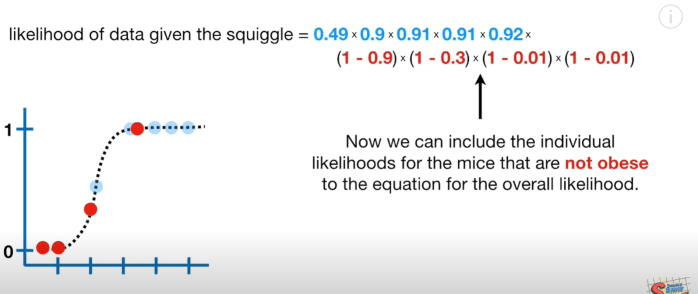 likelihood of data given the squiggle = 0.49 x 0.9 x 0.91 x 0.91 x 0.92 x
(1 - 0.9) x (1 - 0.3) x (1 - 0.01) x (1 - 0.01)
Now we can include the individual
likelihoods for the mice that are not obese
to the equation for the overall likelihood.
1
0
i